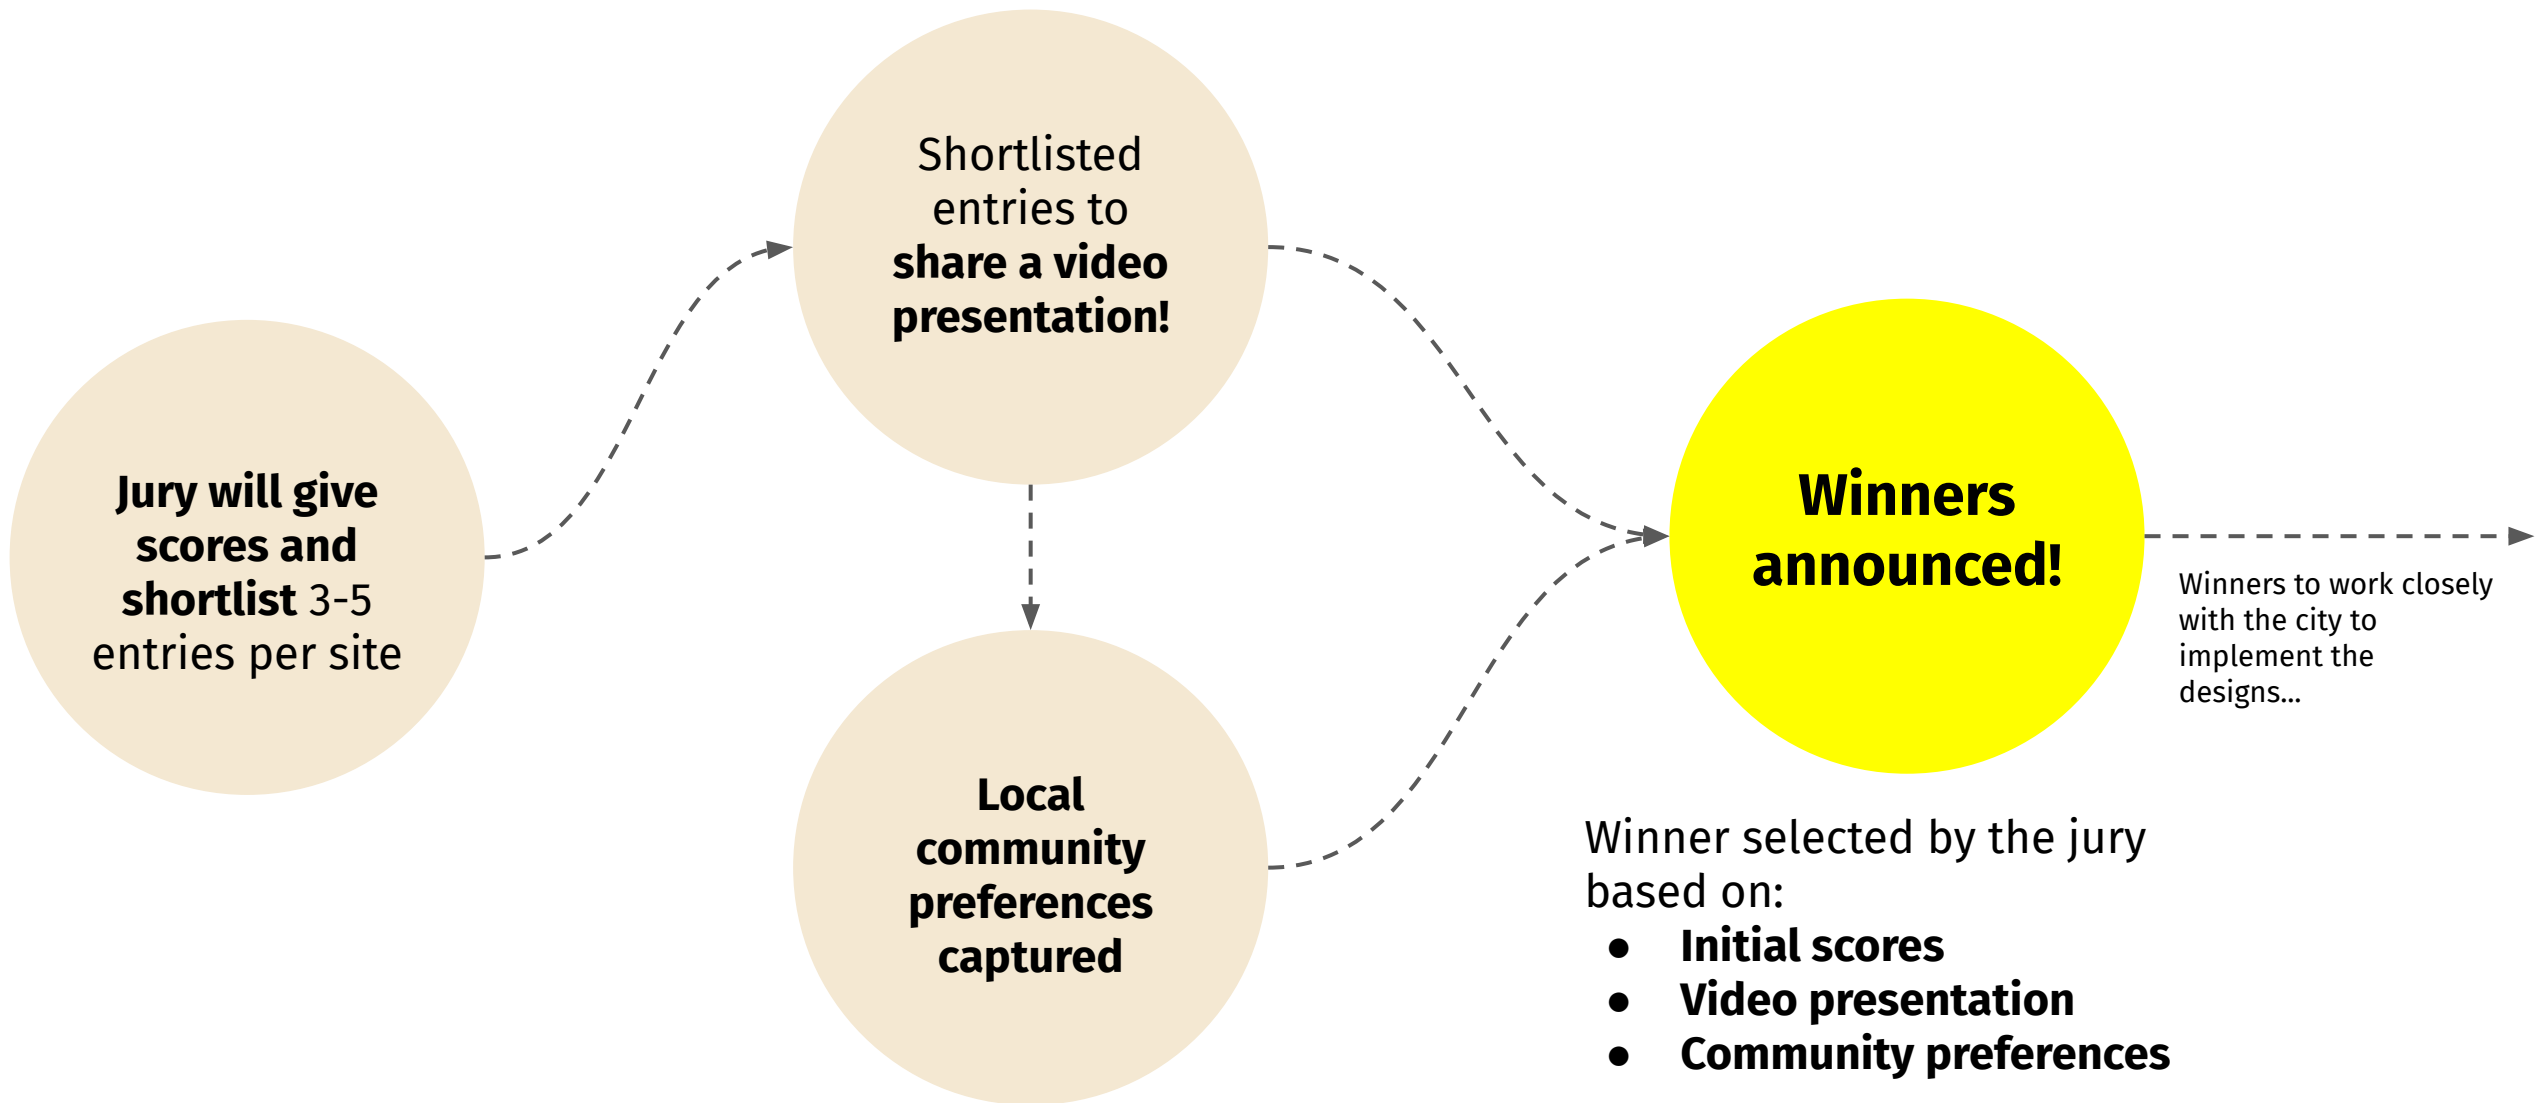 Jury will give
scores and
shortlist 3-5
entries per site
Shortlisted
entries to
share a video
presentation!
Local
community
preferences
captured
Winners
announced!
Winners to work closely
with the city to
implement the
designs...
Winner selected by the jury
based on:
● Initial scores
● Video presentation
● Community preferences